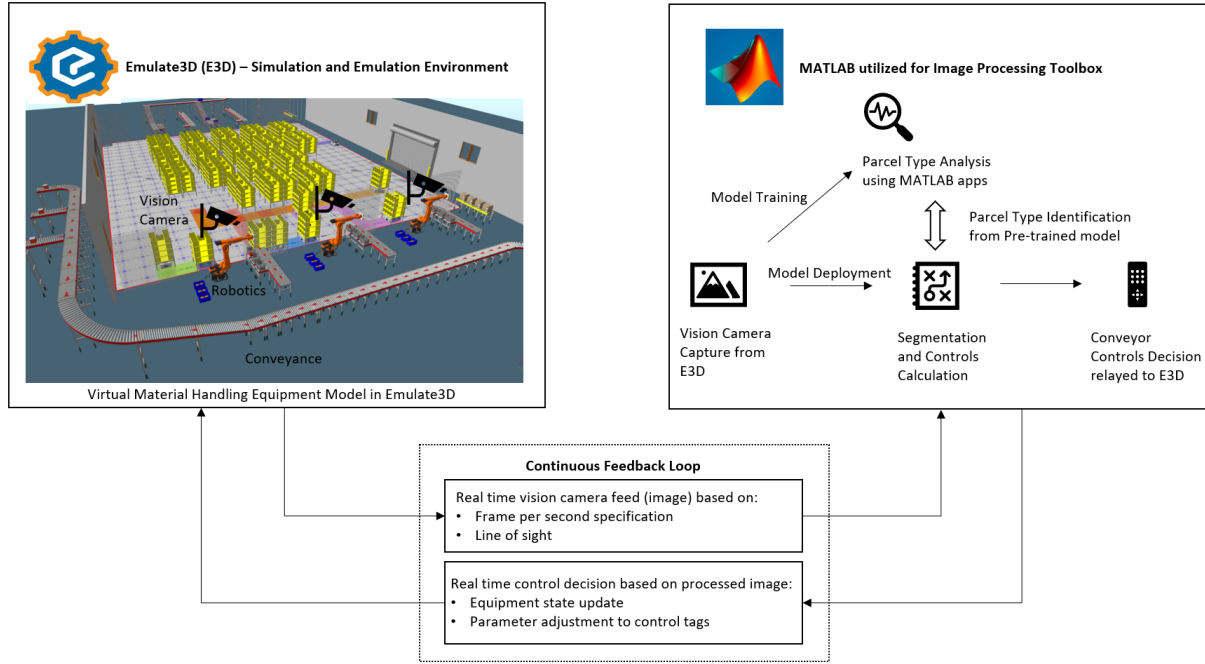 Emulate3D (E3D) – Simulation and Emulation Environment
Vision
Camera
Robotics
Conveyance
Virtual Material Handling Equipment Model in Emulate3D
MATLAB utilized for Image Processing Toolbox
Parcel Type Analysis
using MATLAB apps
Model Training
Parcel Type Identification
from Pre-trained model
Model Deployment
Vision Camera
Capture from
E3D
Segmentation
and Controls
Calculation
Conveyor
Controls Decision
relayed to E3D
Continuous Feedback Loop
Real time vision camera feed (image) based on:
• Frame per second specification
• Line of sight
Real time control decision based on processed image:
• Equipment state update
• Parameter adjustment to control tags